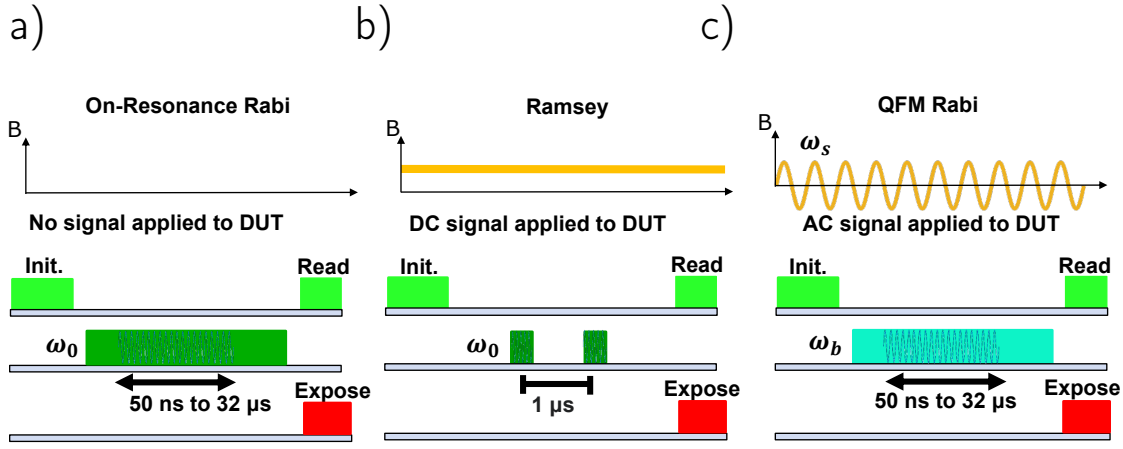 a)
On-Resonance Rabi
B
No signal applied to DUT
Init.
Read
ω0
50 ns to 32 μs
Expose
b)
Ramsey
B
DC signal applied to DUT
Init.
Read
ω0
1 μs
Expose
c)
QFM Rabi
B
ωs
AC signal applied to DUT
Init.
Read
ωb
50 ns to 32 μs
Expose